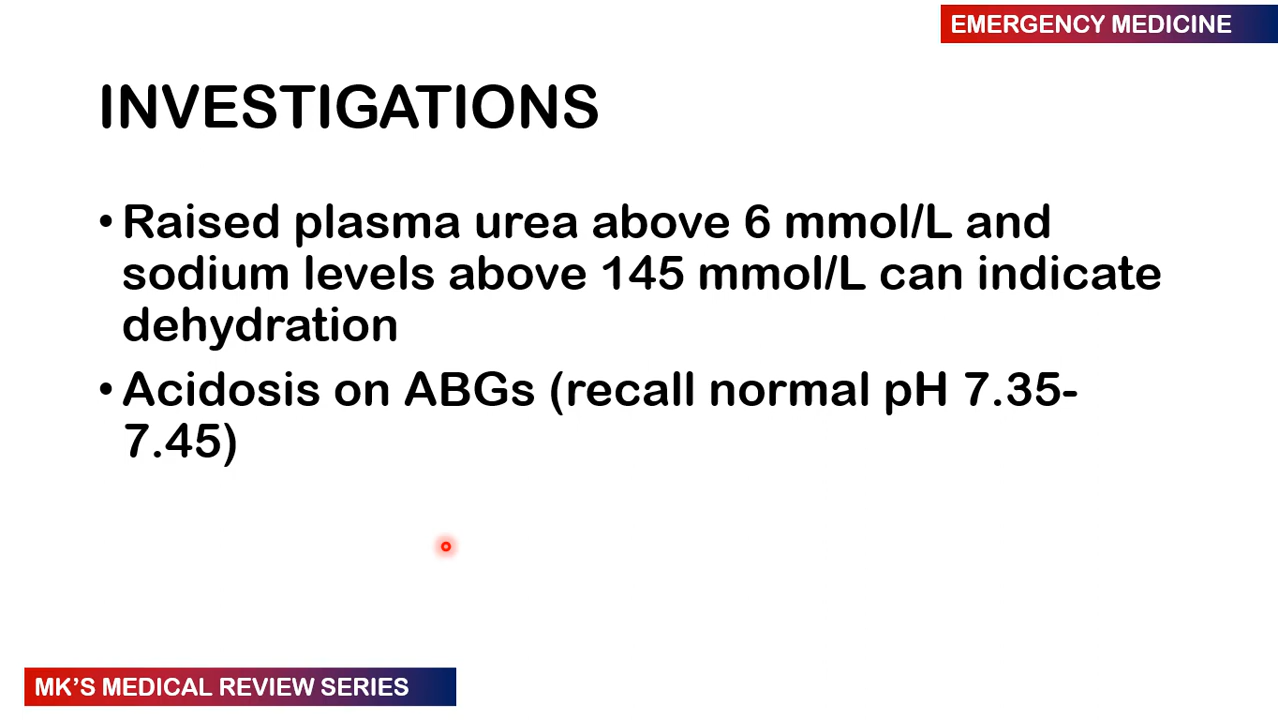 EMERGENCY MEDICINE
INVESTIGATIONS
•Raised plasma urea above 6 mmol/L and
sodium levels above 145 mmol/L can indicate
dehydration
•Acidosis on ABGs (recall normal pH 7.35-
7.45)
MK’S MEDICAL REVIEW SERIES